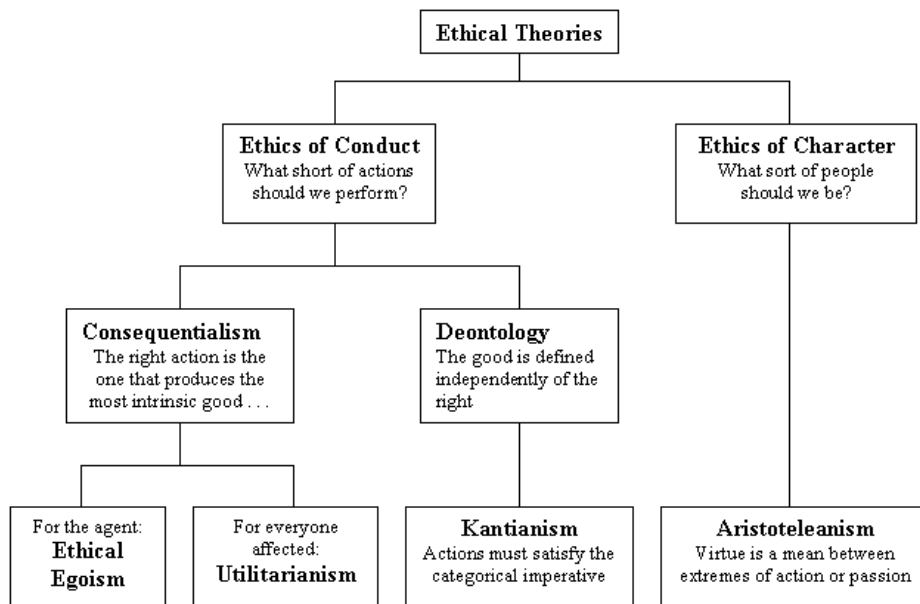 Ethical Theories
Ethics of Conduct
What short of actions
should we perform?
Ethics of Character
What sort of people
should we be?
Consequentialism
The right action is the
one that produces the
most intrinsic good . . .
Deontology
The good is defined
independently of the
right
For the agent:
Ethical
Egoism
For everyone
affected:
Utilitarianism
Kantianism
Actions must satisfy the
categorical imperative
Aristoteleanism
Virtue is a mean between
extremes of action or passion